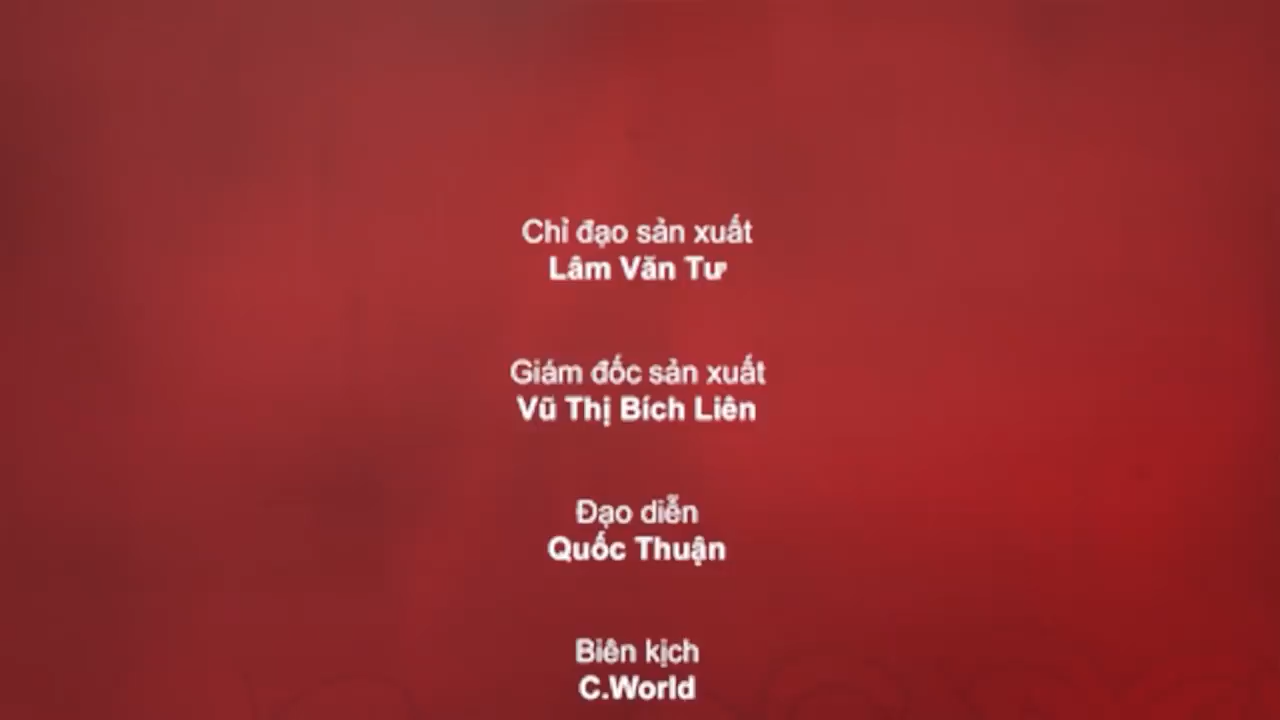 Chỉ đạo sản xuất
Lâm Văn Tư
Giám đốc sản xuất
Vũ Thị Bích Liên
Đạo diễn
Quốc Thuận
Biên kịch
C.World